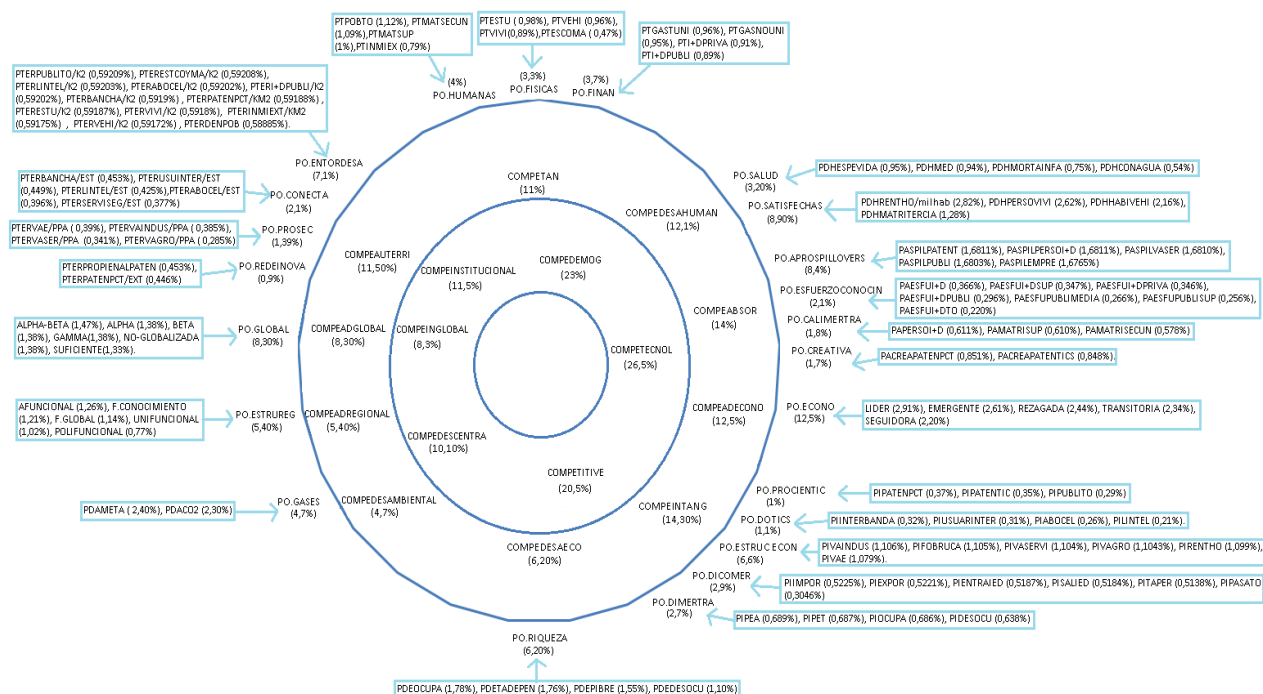 PTPOBTO (1,12%), PTMATSECUN
(1,09%),PTMATSUP
(1%),PTINMIEX (0,79%)
PTESTU ( 0,98%), PTVEHI (0,96%),
PTVIVI(0,89%),PTESCOMA ( 0,47%)
PTGASTUNI (0,96%), PTGASNOUNI
(0,95%), PTI+DPRIVA (0,91%),
PTI+DPUBLI (0,89%)
(4%)
PO.HUMANAS
(3,3%)
PO.FISICAS
(3,7%)
PO.FINAN
PTERPUBLITO/K2 (0,59209%), PTERESTCOYMA/K2 (0,59208%),
PTERLINTEL/K2 (0,59203%), PTERABOCEL/K2 (0,59202%), PTERI+DPUBLI/K2
(0,59202%), PTERBANCHA/K2 (0,5919%) , PTERPATENPCT/KM2 (0,59188%) ,
PTERESTU/K2 (0,59187%), PTERVIVI/K2 (0,5918%), PTERINMIEXT/KM2
(0,59175%) , PTERVEHI/K2 (0,59172%) , PTERDENPOB (0,58885%).
PO.ENTORDESA
(7,1%)
PTERBANCHA/EST (0,453%), PTERUSUINTER/EST
(0,449%), PTERLINTEL/EST (0,425%),PTERABOCEL/EST
(0,396%), PTERSERVISEG/EST (0,377%)
PO.CONECTA
(2,1%)
PTERVAE/PPA ( 0,39%), PTERVAINDUS/PPA ( 0,385%),
PTERVASER/PPA (0,341%), PTERVAGRO/PPA ( 0,285%)
PO.PROSEC
(1,39%)
PTERPROPIENALPATEN (0,453%),
PTERPATENPCT/EXT (0,446%)
PO.REDEINOVA
(0,9%)
ALPHA-BETA (1,47%), ALPHA (1,38%), BETA
(1,38%), GAMMA(1,38%), NO-GLOBALIZADA
(1,38%), SUFICIENTE(1,33%).
PO.GLOBAL
(8,30%)
AFUNCIONAL (1,26%), F.CONOCIMIENTO
(1,21%), F.GLOBAL (1,14%), UNIFUNCIONAL
(1,02%), POLIFUNCIONAL (0,77%)
PO.ESTRUREG
(5,40%)
PDAMETA ( 2,40%), PDACO2 (2,30%)
PO.GASES
(4,7%)
COMPETAN
(11%)
COMPEDESAHUMAN
(12,1%)
COMPEAUTERRI
(11,50%)
COMPEINSTITUCIONAL
(11,5%)
COMPEDEMOG
(23%)
COMPEABSOR
(14%)
COMPEADGLOBAL
(8,30%)
COMPEINGLOBAL
(8,3%)
COMPETECNOL
(26,5%)
COMPEADREGIONAL
(5,40%)
COMPEADECONO
(12,5%)
COMPEDESCENTRA
(10,10%)
COMPETITIVE
(20,5%)
COMPEDESAMBIENTAL
(4,7%)
COMPEINTANG
(14,30%)
COMPEDESAECO
(6,20%)
PO.SALUD
(3,20%)
PDHESPEVIDA (0,95%), PDHMED (0,94%), PDHMORTAINFA (0,75%), PDHCONAGUA (0,54%)
PO.SATISFECHAS
(8,90%)
PDHRENTHO/milhab (2,82%), PDHPERSOVIVI (2,62%), PDHHABIVEHI (2,16%),
PDHMATRITERCIA (1,28%)
PO.APROSPILLOVERS
(8,4%)
PASPILPATENT (1,6811%), PASPILPERSOI+D (1,6811%), PASPILVASER (1,6810%),
PASPILPUBLI (1,6803%), PASPILEMPRE (1,6765%)
PO.ESFUERZOCONOCIN
(2,1%)
PAESFUI+D (0,366%), PAESFUI+DSUP (0,347%), PAESFUI+DPRIVA (0,346%),
PAESFUI+DPUBLI (0,296%), PAESFUPUBLIMEDIA (0,266%), PAESFUPUBLISUP (0,256%),
PAESFUI+DTO (0,220%)
PO.CALIMERTRA
(1,8%)
PAPERSOI+D (0,611%), PAMATRISUP (0,610%), PAMATRISECUN (0,578%)
PO.CREATIVA
(1,7%)
PACREAPATENPCT (0,851%), PACREAPATENTICS (0,848%).
PO.ECONO
(12,5%)
LIDER (2,91%), EMERGENTE (2,61%), REZAGADA (2,44%), TRANSITORIA (2,34%),
SEGUIDORA (2,20%)
PO.PROCIENTIC
(1%)
PIPATENPCT (0,37%), PIPATENTIC (0,35%), PIPUBLITO (0,29%).
PO.DOTICS
(1,1%)
PIINTERBANDA (0,32%), PIUSUARINTER (0,31%), PIABOCEL (0,26%), PILINTEL (0,21%).
PO.ESTRUC ECON
(6,6%)
PIVAINDUS (1,106%), PIFOBRUCA (1,105%), PIVASERVI (1,104%), PIVAGRO (1,1043%), PIRENTHO (1,099%),
PIVAE (1,079%).
PO.DICOMER
(2,9%)
PIIMPOR (0,5225%), PIEXPOR (0,5221%), PIENTRAIED (0,5187%), PISALIED (0,5184%), PITAPER (0,5138%), PIPASATO
(0,3046%)
PO.DIMERTRA
(2,7%)
PIPEA (0,689%), PIPET (0,687%), PIOCUPA (0,686%), PIDESOCU (0,638%)
PO.RIQUEZA
(6,20%)
PDEOCUPA (1,78%), PDETADEPEN (1,76%), PDEPIBRE (1,55%), PDEDESOCU (1,10%)